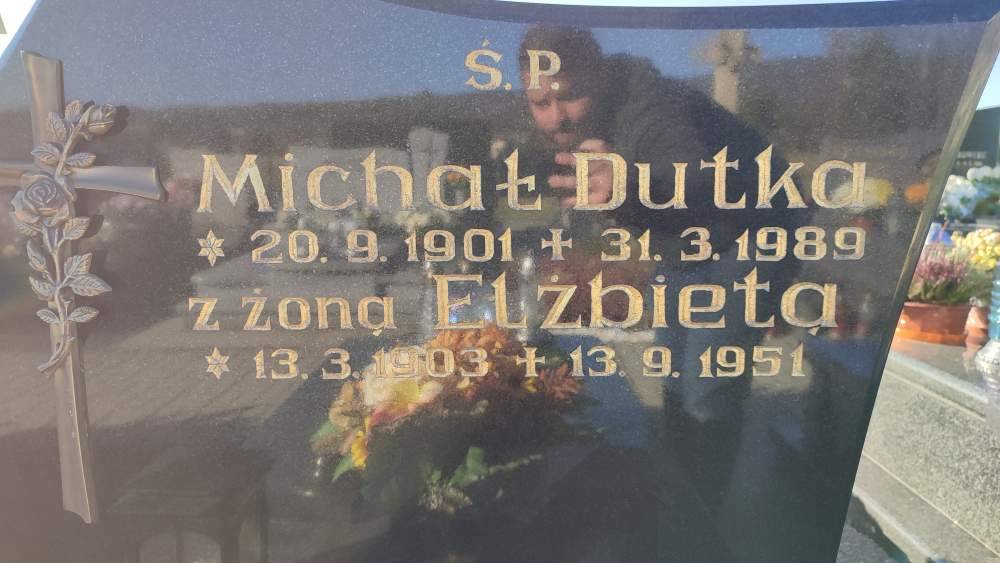 Ś.P.
Michał Dutka
* 20.9.1901 + 31.3.1989
z żoną Elżbietą
* 13.3.1903 + 13.9.1951